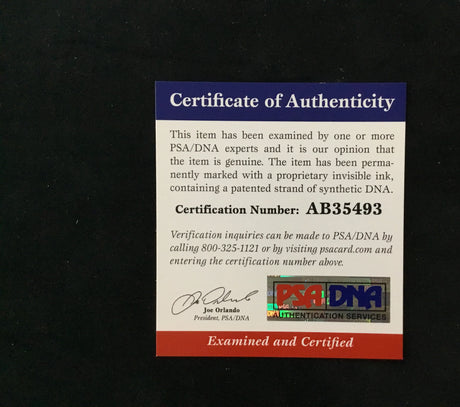 Certificate of Authenticity
This item has been examined by one or more
PSA/DNA experts and it is our opinion that
the item is genuine. The item has been perma-
nently marked with a proprietary invisible ink,
containing a patented strand of synthetic DNA.
Certification Number: AB35493
Verification inquiries can be made to PSA/DNA by
calling 800-325-1121 or by visiting psacard.com and
entering the certification number above.
Joe Orlando
President, PSA/DNA
PSA DNA
AUTHENTICATION SERVICES
Examined and Certified